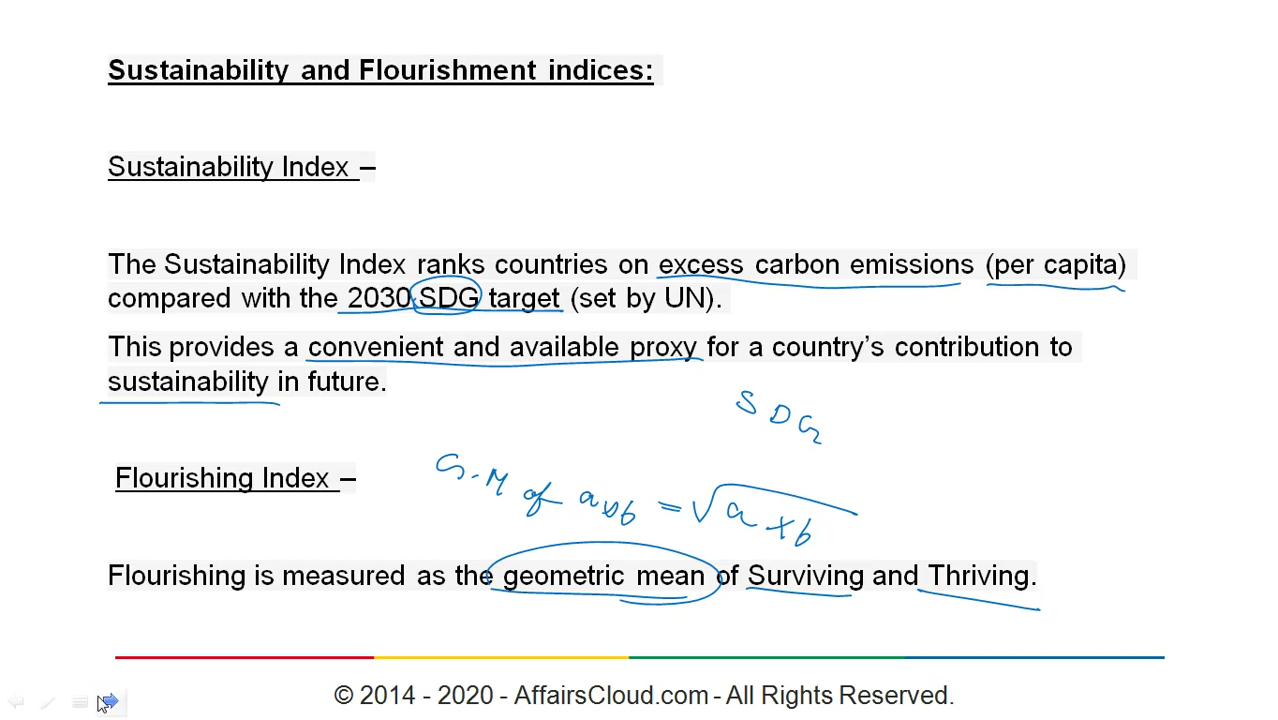 Sustainability and Flourishment indices:
Sustainability Index –
The Sustainability Index ranks countries on excess carbon emissions (per capita)
compared with the 2030 SDG target (set by UN).
This provides a convenient and available proxy for a country's contribution to
sustainability in future.
SDG
Flourishing Index –
G.M of a & b = √a × b
Flourishing is measured as the geometric mean of Surviving and Thriving.
© 2014 - 2020 - AffairsCloud.com - All Rights Reserved.